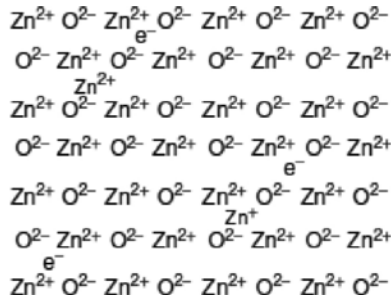 Zn²⁺ O²⁻ Zn²⁺ O²⁻ Zn²⁺ O²⁻ Zn²⁺ O²⁻
e⁻
O²⁻ Zn²⁺ O²⁻ Zn²⁺ O²⁻ Zn²⁺ O²⁻ Zn²⁺
Zn²⁺
Zn²⁺ O²⁻ Zn²⁺ O²⁻ Zn²⁺ O²⁻ Zn²⁺ O²⁻
O²⁻ Zn²⁺ O²⁻ Zn²⁺ O²⁻ Zn²⁺ O²⁻ Zn²⁺
e⁻
Zn²⁺ O²⁻ Zn²⁺ O²⁻ Zn²⁺ O²⁻ Zn²⁺ O²⁻
Zn⁺
O²⁻ Zn²⁺ O²⁻ Zn²⁺ O²⁻ Zn²⁺ O²⁻ Zn²⁺
e⁻
Zn²⁺ O²⁻ Zn²⁺ O²⁻ Zn²⁺ O²⁻ Zn²⁺ O²⁻